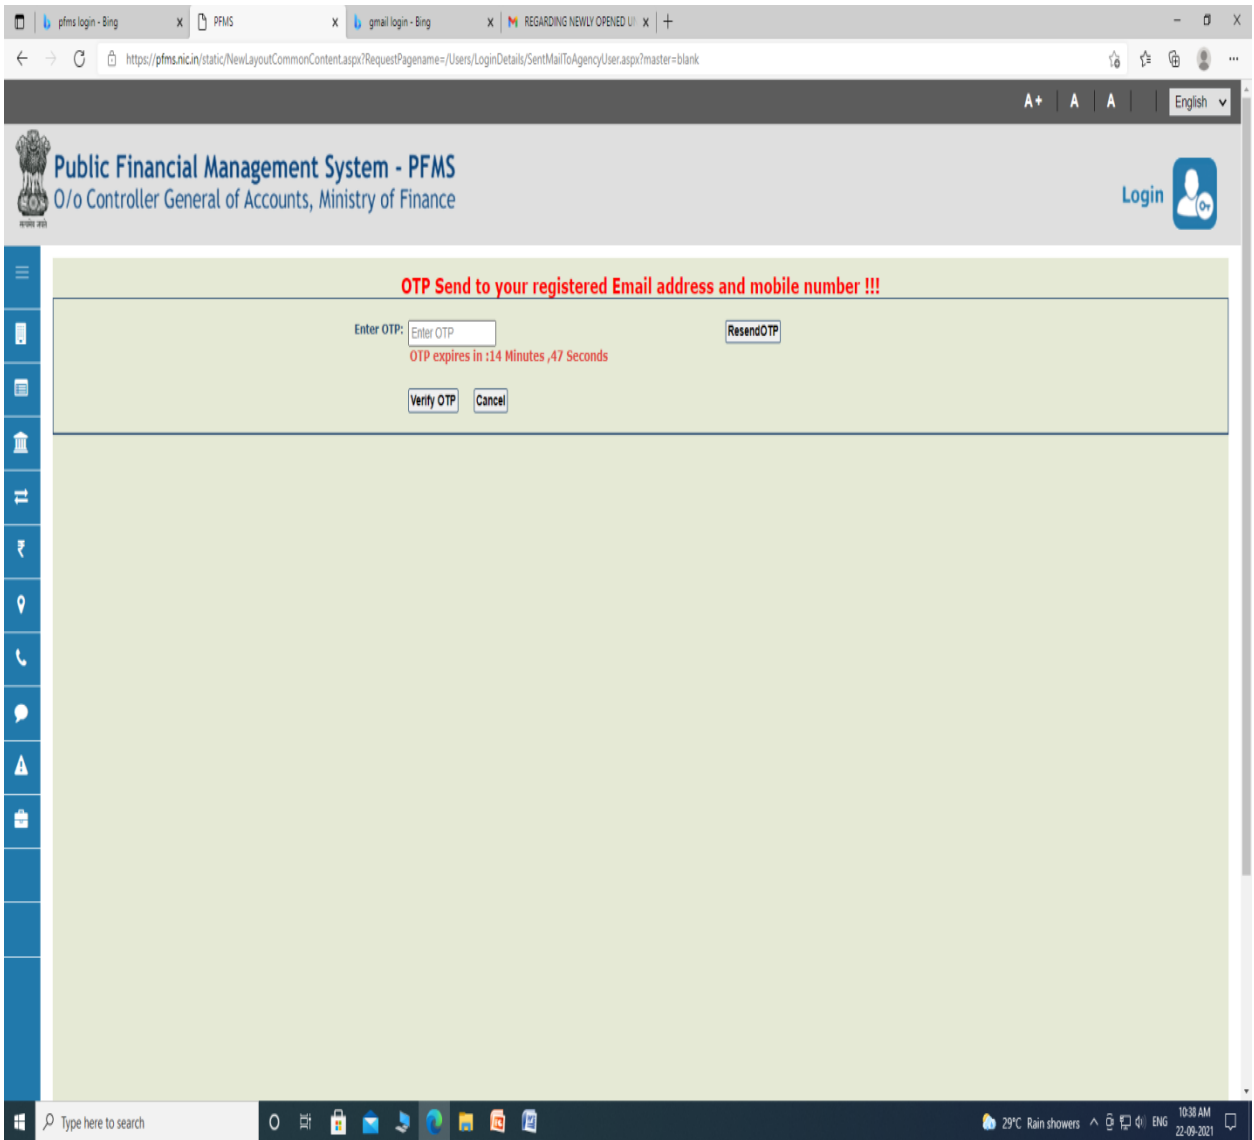 pfms login - Bing
PFMS
gmail login - Bing
REGARDING NEWLY OPENED U
https://pfms.nic.in/static/NewLayoutCommonContent.aspx?RequestPagename=/Users/LoginDetails/SentMailToAgencyUser.aspx?master=blank
A+ A A English
Public Financial Management System - PFMS
O/o Controller General of Accounts, Ministry of Finance
सत्यमेव जयते
Login
OTP Send to your registered Email address and mobile number !!!
Enter OTP: Enter OTP ResendOTP
OTP expires in :14 Minutes ,47 Seconds
Verify OTP Cancel
Type here to search
29°C Rain showers ENG 10:38 AM
22-09-2021